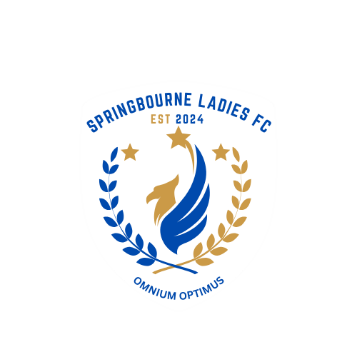 SPRINGBOURNE LADIES FC
EST 2024
OMNIUM OPTIMUS